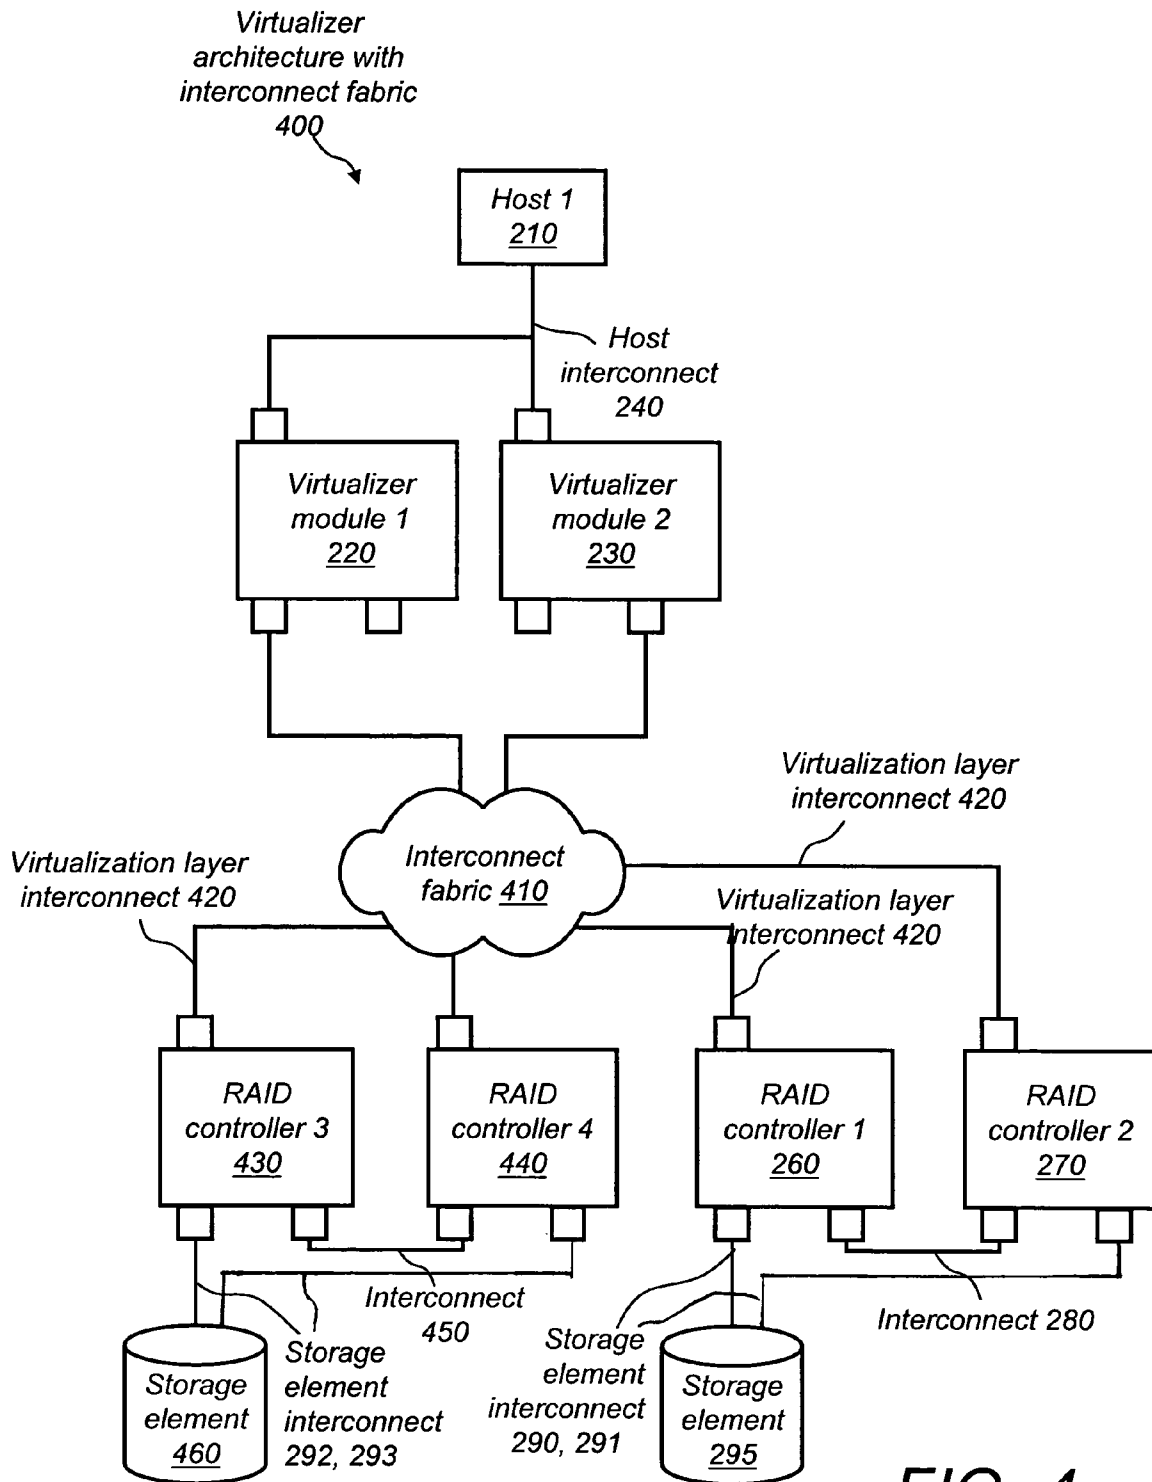 Virtualizer
architecture with
interconnect fabric
400
Host 1
210
Host
interconnect
240
Virtualizer
module 1
220
Virtualizer
module 2
230
Virtualization layer
interconnect 420
Interconnect
fabric 410
Virtualization layer
interconnect 420
Virtualization layer
interconnect 420
RAID
controller 3
430
RAID
controller 4
440
RAID
controller 1
260
RAID
controller 2
270
Interconnect
450
Interconnect 280
Storage
element
460
Storage
element
interconnect
292, 293
Storage
element
interconnect
290, 291
Storage
element
295